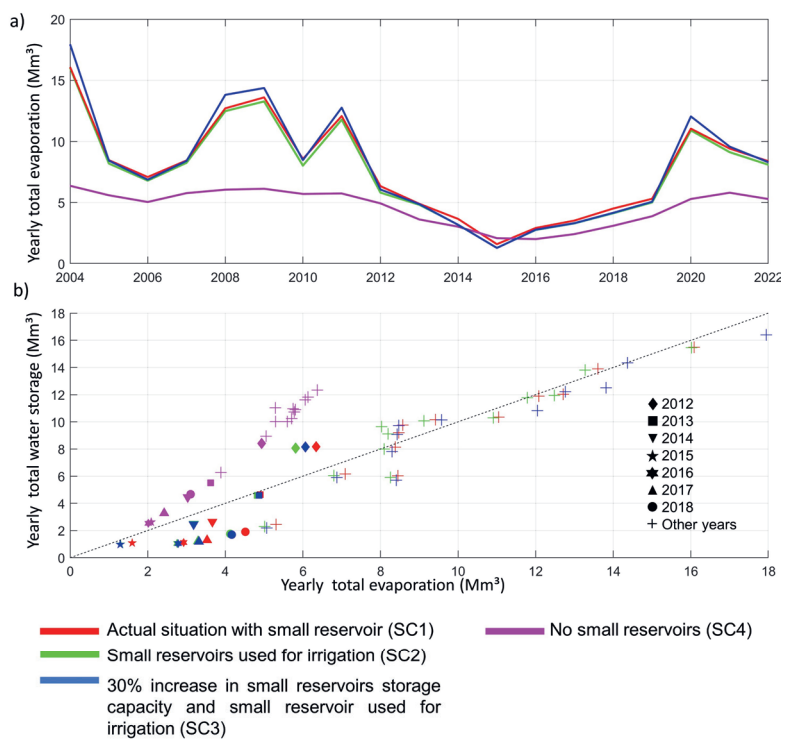 a)
Yearly total evaporation (Mm³)
20
15
10
5
0
2004 2006 2008 2010 2012 2014 2016 2018 2020 2022
b)
Yearly total water storage (Mm³)
18
16
14
12
10
8
6
4
2
0
2012
2013
2014
2015
2016
2017
2018
Other years
0 2 4 6 8 10 12 14 16 18
Yearly total evaporation (Mm³)
Actual situation with small reservoir (SC1)
No small reservoirs (SC4)
Small reservoirs used for irrigation (SC2)
30% increase in small reservoirs storage
capacity and small reservoir used for
irrigation (SC3)